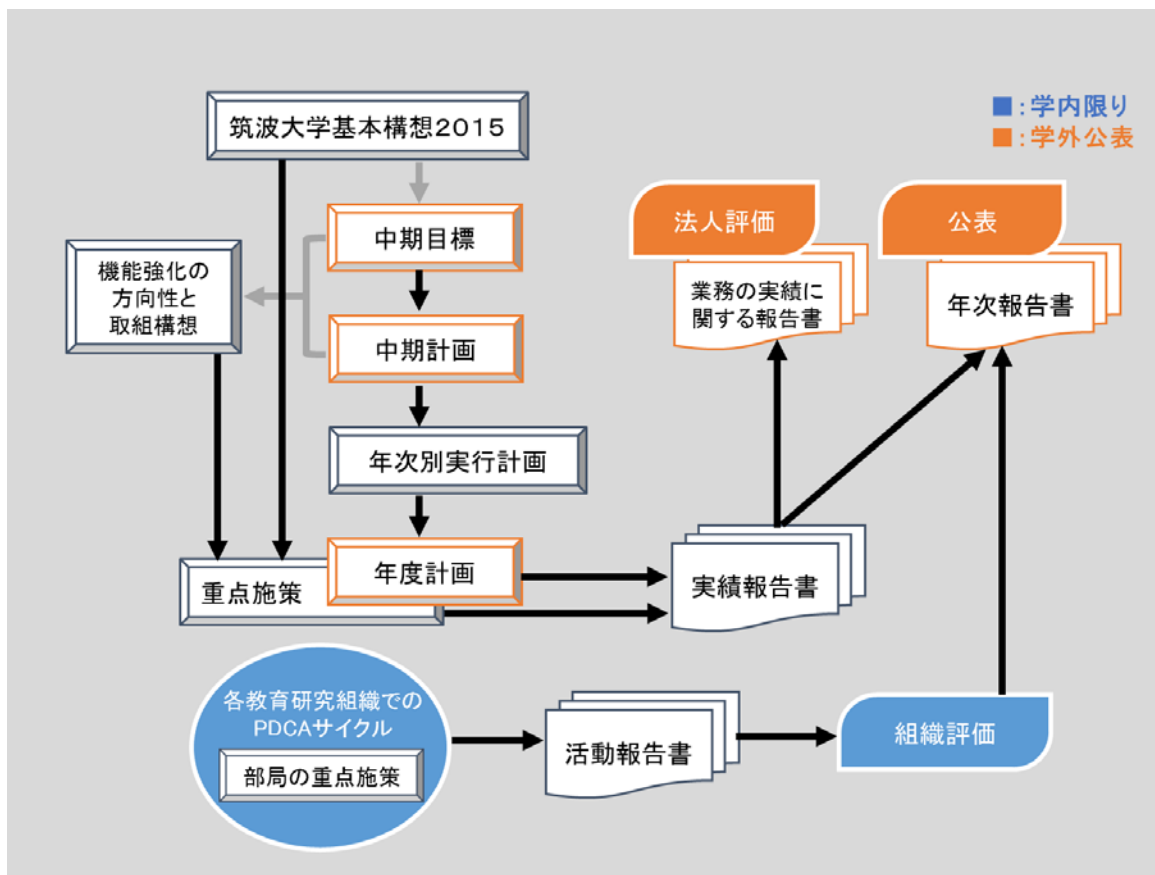 筑波大学基本構想2015
■:学内限り
■:学外公表
中期目標
法人評価
公表
機能強化の
方向性と
取組構想
業務の実績に
関する報告書
年次報告書
中期計画
年次別実行計画
重点施策
年度計画
実績報告書
各教育研究組織での
PDCAサイクル
部局の重点施策
活動報告書
組織評価